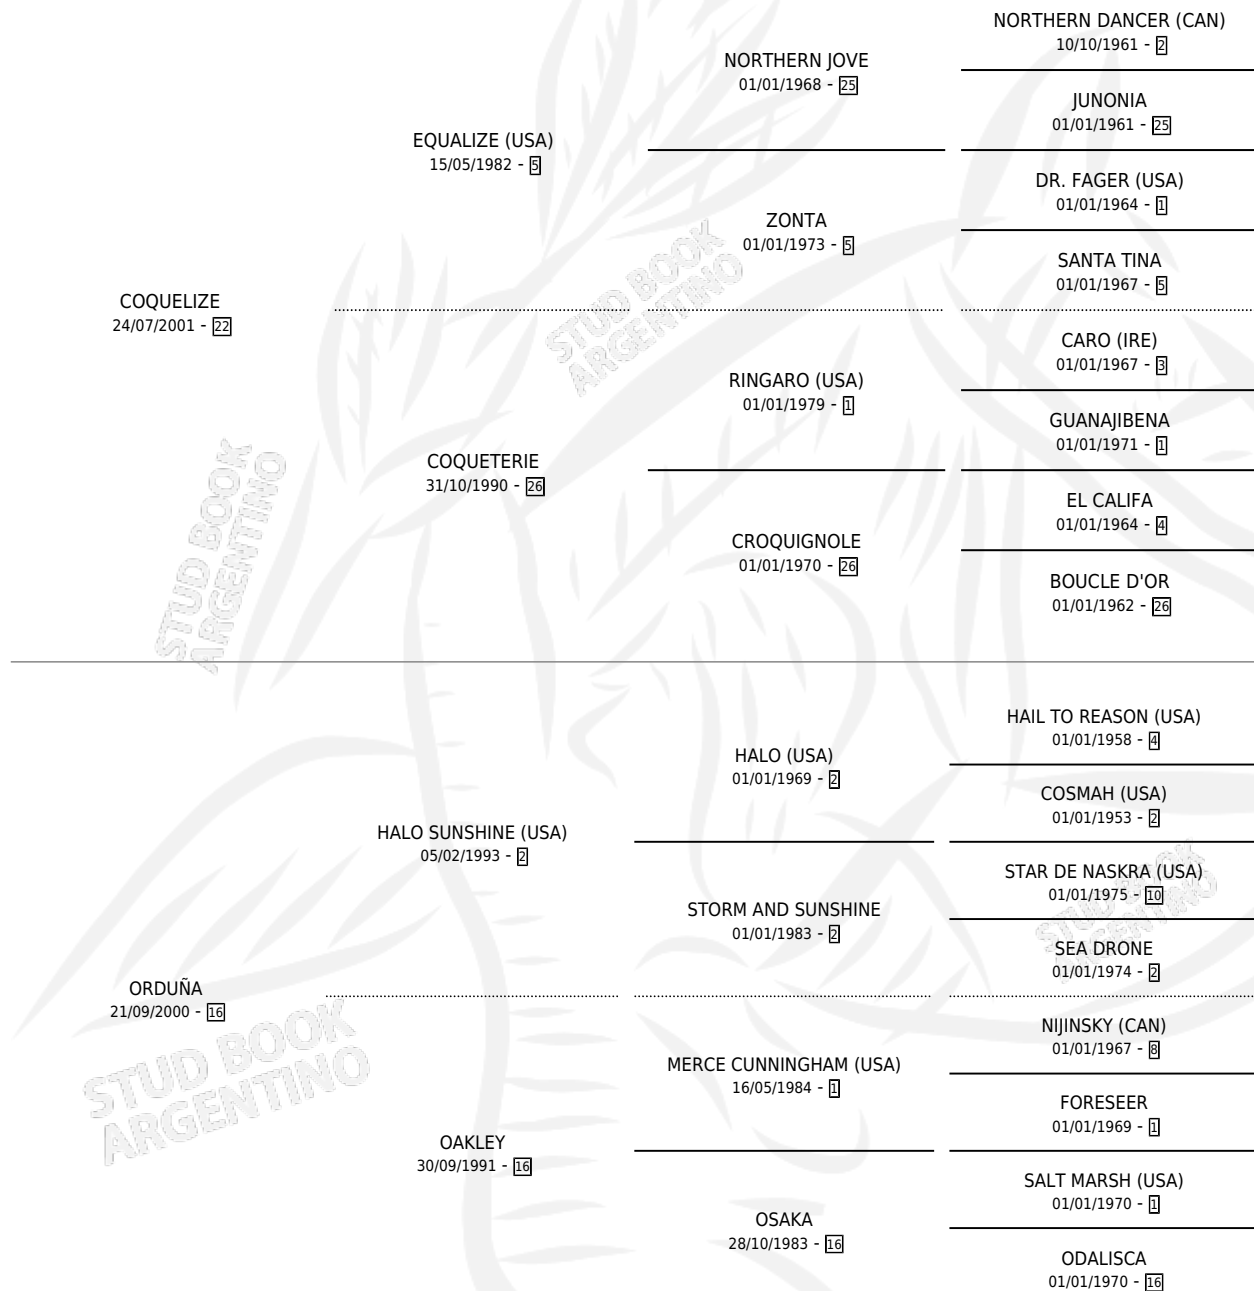 NORTHERN DANCER (CAN)
10/10/1961 - 2
NORTHERN JOVE
01/01/1968 - 25
JUNONIA
01/01/1961 - 25
EQUALIZE (USA)
15/05/1982 - 5
DR. FAGER (USA)
01/01/1964 - 1
ZONTA
01/01/1973 - 5
SANTA TINA
01/01/1967 - 5
COQUELIZE
24/07/2001 - 22
STUD BOOK
ARGENTINO
CARO (IRE)
01/01/1967 - 3
RINGARO (USA)
01/01/1979 - 1
GUANAJIBENA
01/01/1971 - 1
COQUETERIE
31/10/1990 - 26
EL CALIFA
01/01/1964 - 4
CROQUIGNOLE
01/01/1970 - 26
BOUCLE D'OR
01/01/1962 - 26
STUD BOOK
ARGENTINO
HAIL TO REASON (USA)
01/01/1958 - 4
HALO (USA)
01/01/1969 - 2
COSMAH (USA)
01/01/1953 - 2
HALO SUNSHINE (USA)
05/02/1993 - 2
STAR DE NASKRA (USA)
01/01/1975 - 10
STORM AND SUNSHINE
01/01/1983 - 2
STUD BOOK
ARGENTINO
SEA DRONE
01/01/1974 - 2
ORDUÑA
21/09/2000 - 16
NIJINSKY (CAN)
01/01/1967 - 8
MERCE CUNNINGHAM (USA)
16/05/1984 - 1
STUD BOOK
ARGENTINO
FORESEER
01/01/1969 - 1
OAKLEY
30/09/1991 - 16
SALT MARSH (USA)
01/01/1970 - 1
OSAKA
28/10/1983 - 16
ODALISCA
01/01/1970 - 16